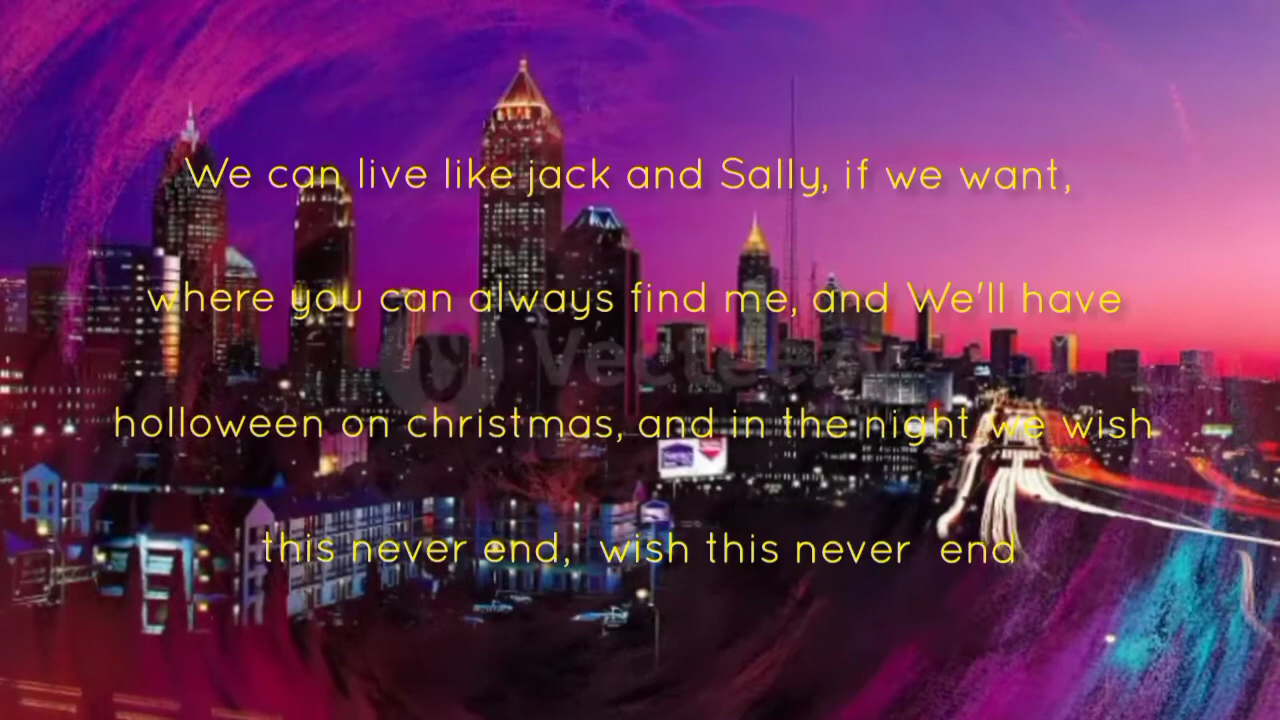 We can live like jack and Sally, if we want,
where you can always find me, and We'll have
Vecteezy
holloween on christmas, and in the night we wish
this never end,  wish this never  end